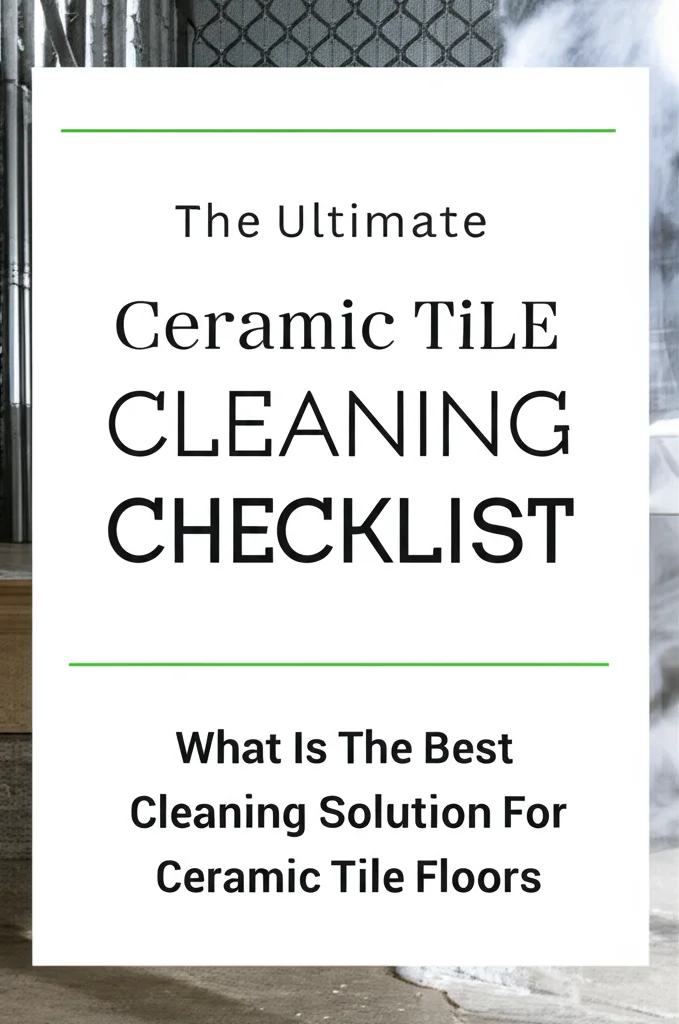 The Ultimate
Ceramic TiLE
CLEANING
CHECKLIST
What Is The Best
Cleaning Solution For
Ceramic Tile Floors